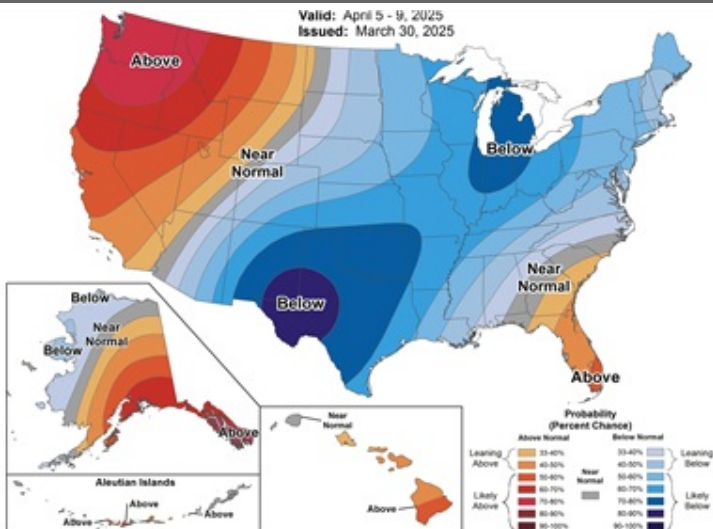 Valid: April 5 - 9, 2025
Issued: March 30, 2025
Above
Near
Normal
Below
Below
Near
Normal
Above
Below
Near
Normal
Below
Above
Aleutian Islands
Above
Above
Above
Near
Normal
Above
Probability
(Percent Chance)
Above Normal
Below Normal
Leaning
Above
33-40%
40-50%
Likely
Above
50-60%
60-70%
70-80%
80-90%
90-100%
Near
Normal
33-40%
40-50%
Leaning
Below
50-60%
60-70%
70-80%
80-90%
90-100%
Likely
Below